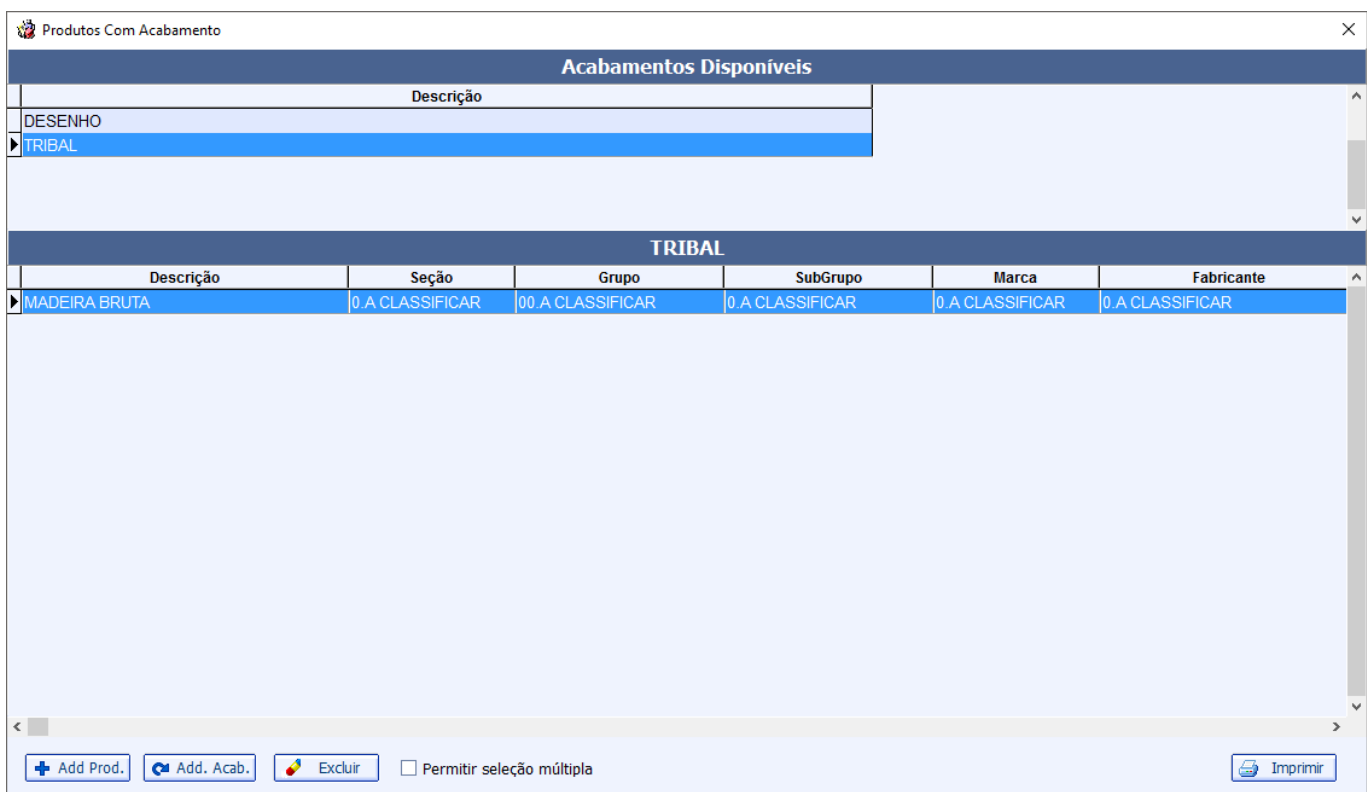 Produtos Com Acabamento
Acabamentos Disponíveis
Descrição
DESENHO
TRIBAL
TRIBAL
Descrição Seção Grupo SubGrupo Marca Fabricante
MADEIRA BRUTA 0.A CLASSIFICAR 00.A CLASSIFICAR 0.A CLASSIFICAR 0.A CLASSIFICAR 0.A CLASSIFICAR
Add Prod. Add. Acab. Excluir Permitir seleção múltipla Imprimir